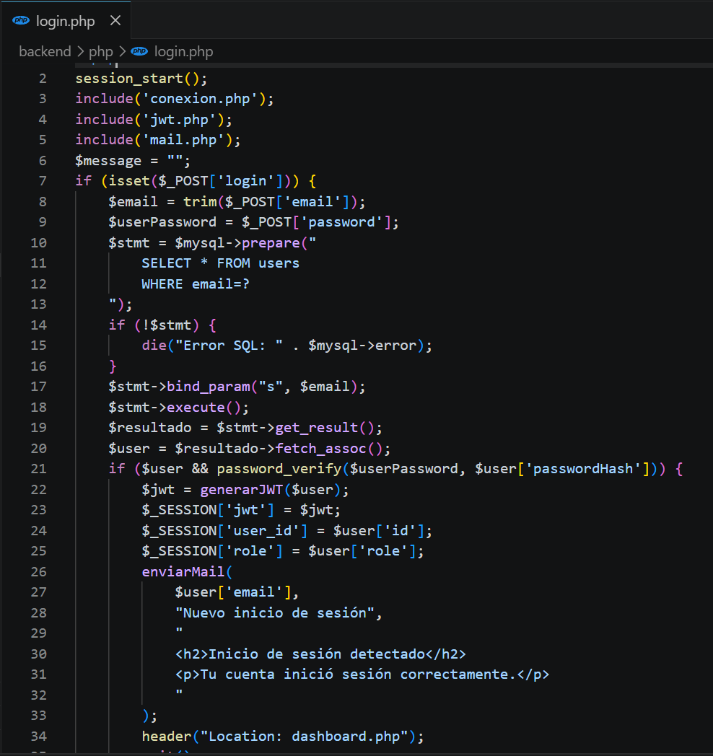 login.php
backend > php > login.php
2 session_start();
3 include('conexion.php');
4 include('jwt.php');
5 include('mail.php');
6 $message = "";
7 if (isset($_POST['login'])) {
8 $email = trim($_POST['email']);
9 $userPassword = $_POST['password'];
10 $stmt = $mysql->prepare("
11 SELECT * FROM users
12 WHERE email=?
13 ");
14 if (!$stmt) {
15 die("Error SQL: " . $mysql->error);
16 }
17 $stmt->bind_param("s", $email);
18 $stmt->execute();
19 $resultado = $stmt->get_result();
20 $user = $resultado->fetch_assoc();
21 if ($user && password_verify($userPassword, $user['passwordHash'])) {
22 $jwt = generarJWT($user);
23 $_SESSION['jwt'] = $jwt;
24 $_SESSION['user_id'] = $user['id'];
25 $_SESSION['role'] = $user['role'];
26 enviarMail(
27 $user['email'],
28 "Nuevo inicio de sesión",
29 "
30 <h2>Inicio de sesión detectado</h2>
31 <p>Tu cuenta inició sesión correctamente.</p>
32 "
33 );
34 header("Location: dashboard.php");